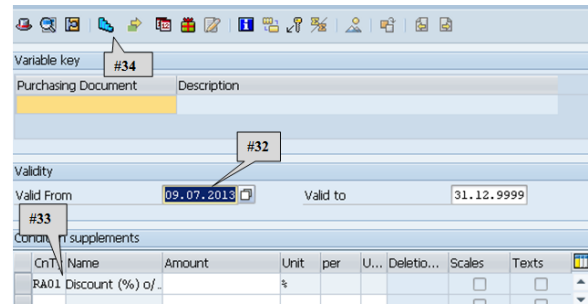 Variable key
#34
Purchasing Document Description
#32
Validity
Valid From 09.07.2013 Valid to 31.12.9999
#33
Condition supplements
CnT. Name Amount Unit per U... Deletio... Scales Texts
RA01 Discount (%) o/.. %